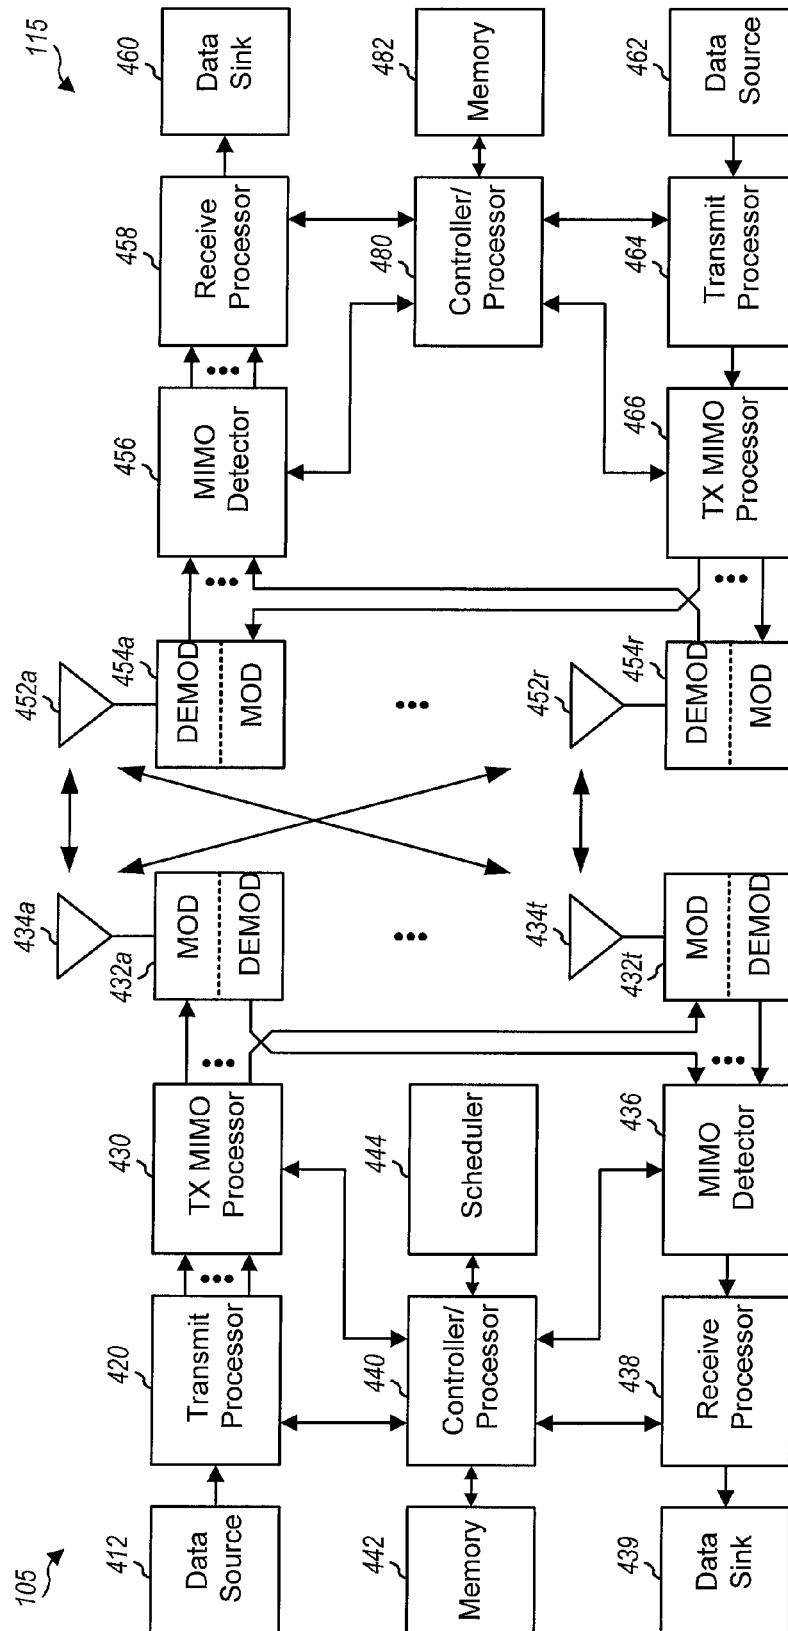 105
412
Data
Source
420
Transmit
Processor
430
TX MIMO
Processor
434a
432a
MOD
DEMOD
442
Memory
440
Controller/
Processor
444
Scheduler
439
Data
Sink
438
Receive
Processor
436
MIMO
Detector
434t
432t
MOD
DEMOD
115
452a
454a
DEMOD
MOD
456
MIMO
Detector
458
Receive
Processor
460
Data
Sink
480
Controller/
Processor
482
Memory
452r
454r
DEMOD
MOD
466
TX MIMO
Processor
464
Transmit
Processor
462
Data
Source